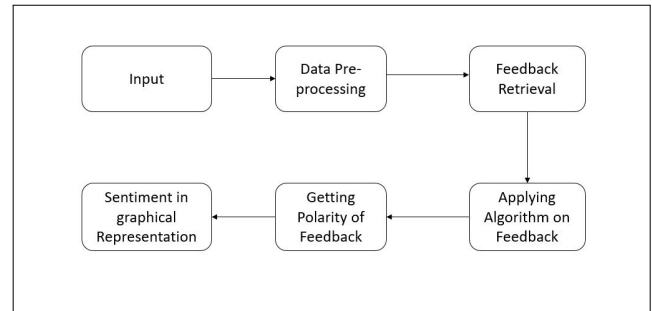 Input
Data Pre-
processing
Feedback
Retrieval
Applying
Algorithm on
Feedback
Getting
Polarity of
Feedback
Sentiment in
graphical
Representation